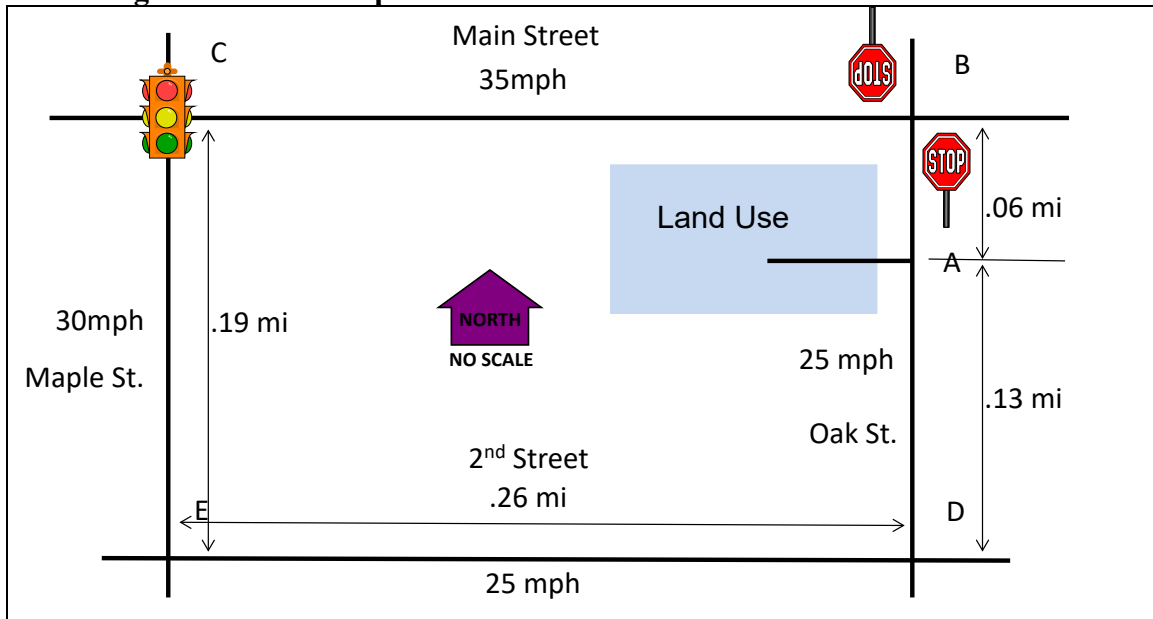 C
Main Street
35mph
STOP
B
STOP
.06 mi
Land Use
A
30mph
Maple St.
.19 mi
NORTH
NO SCALE
25 mph
.13 mi
Oak St.
2nd Street
.26 mi
E
D
25 mph